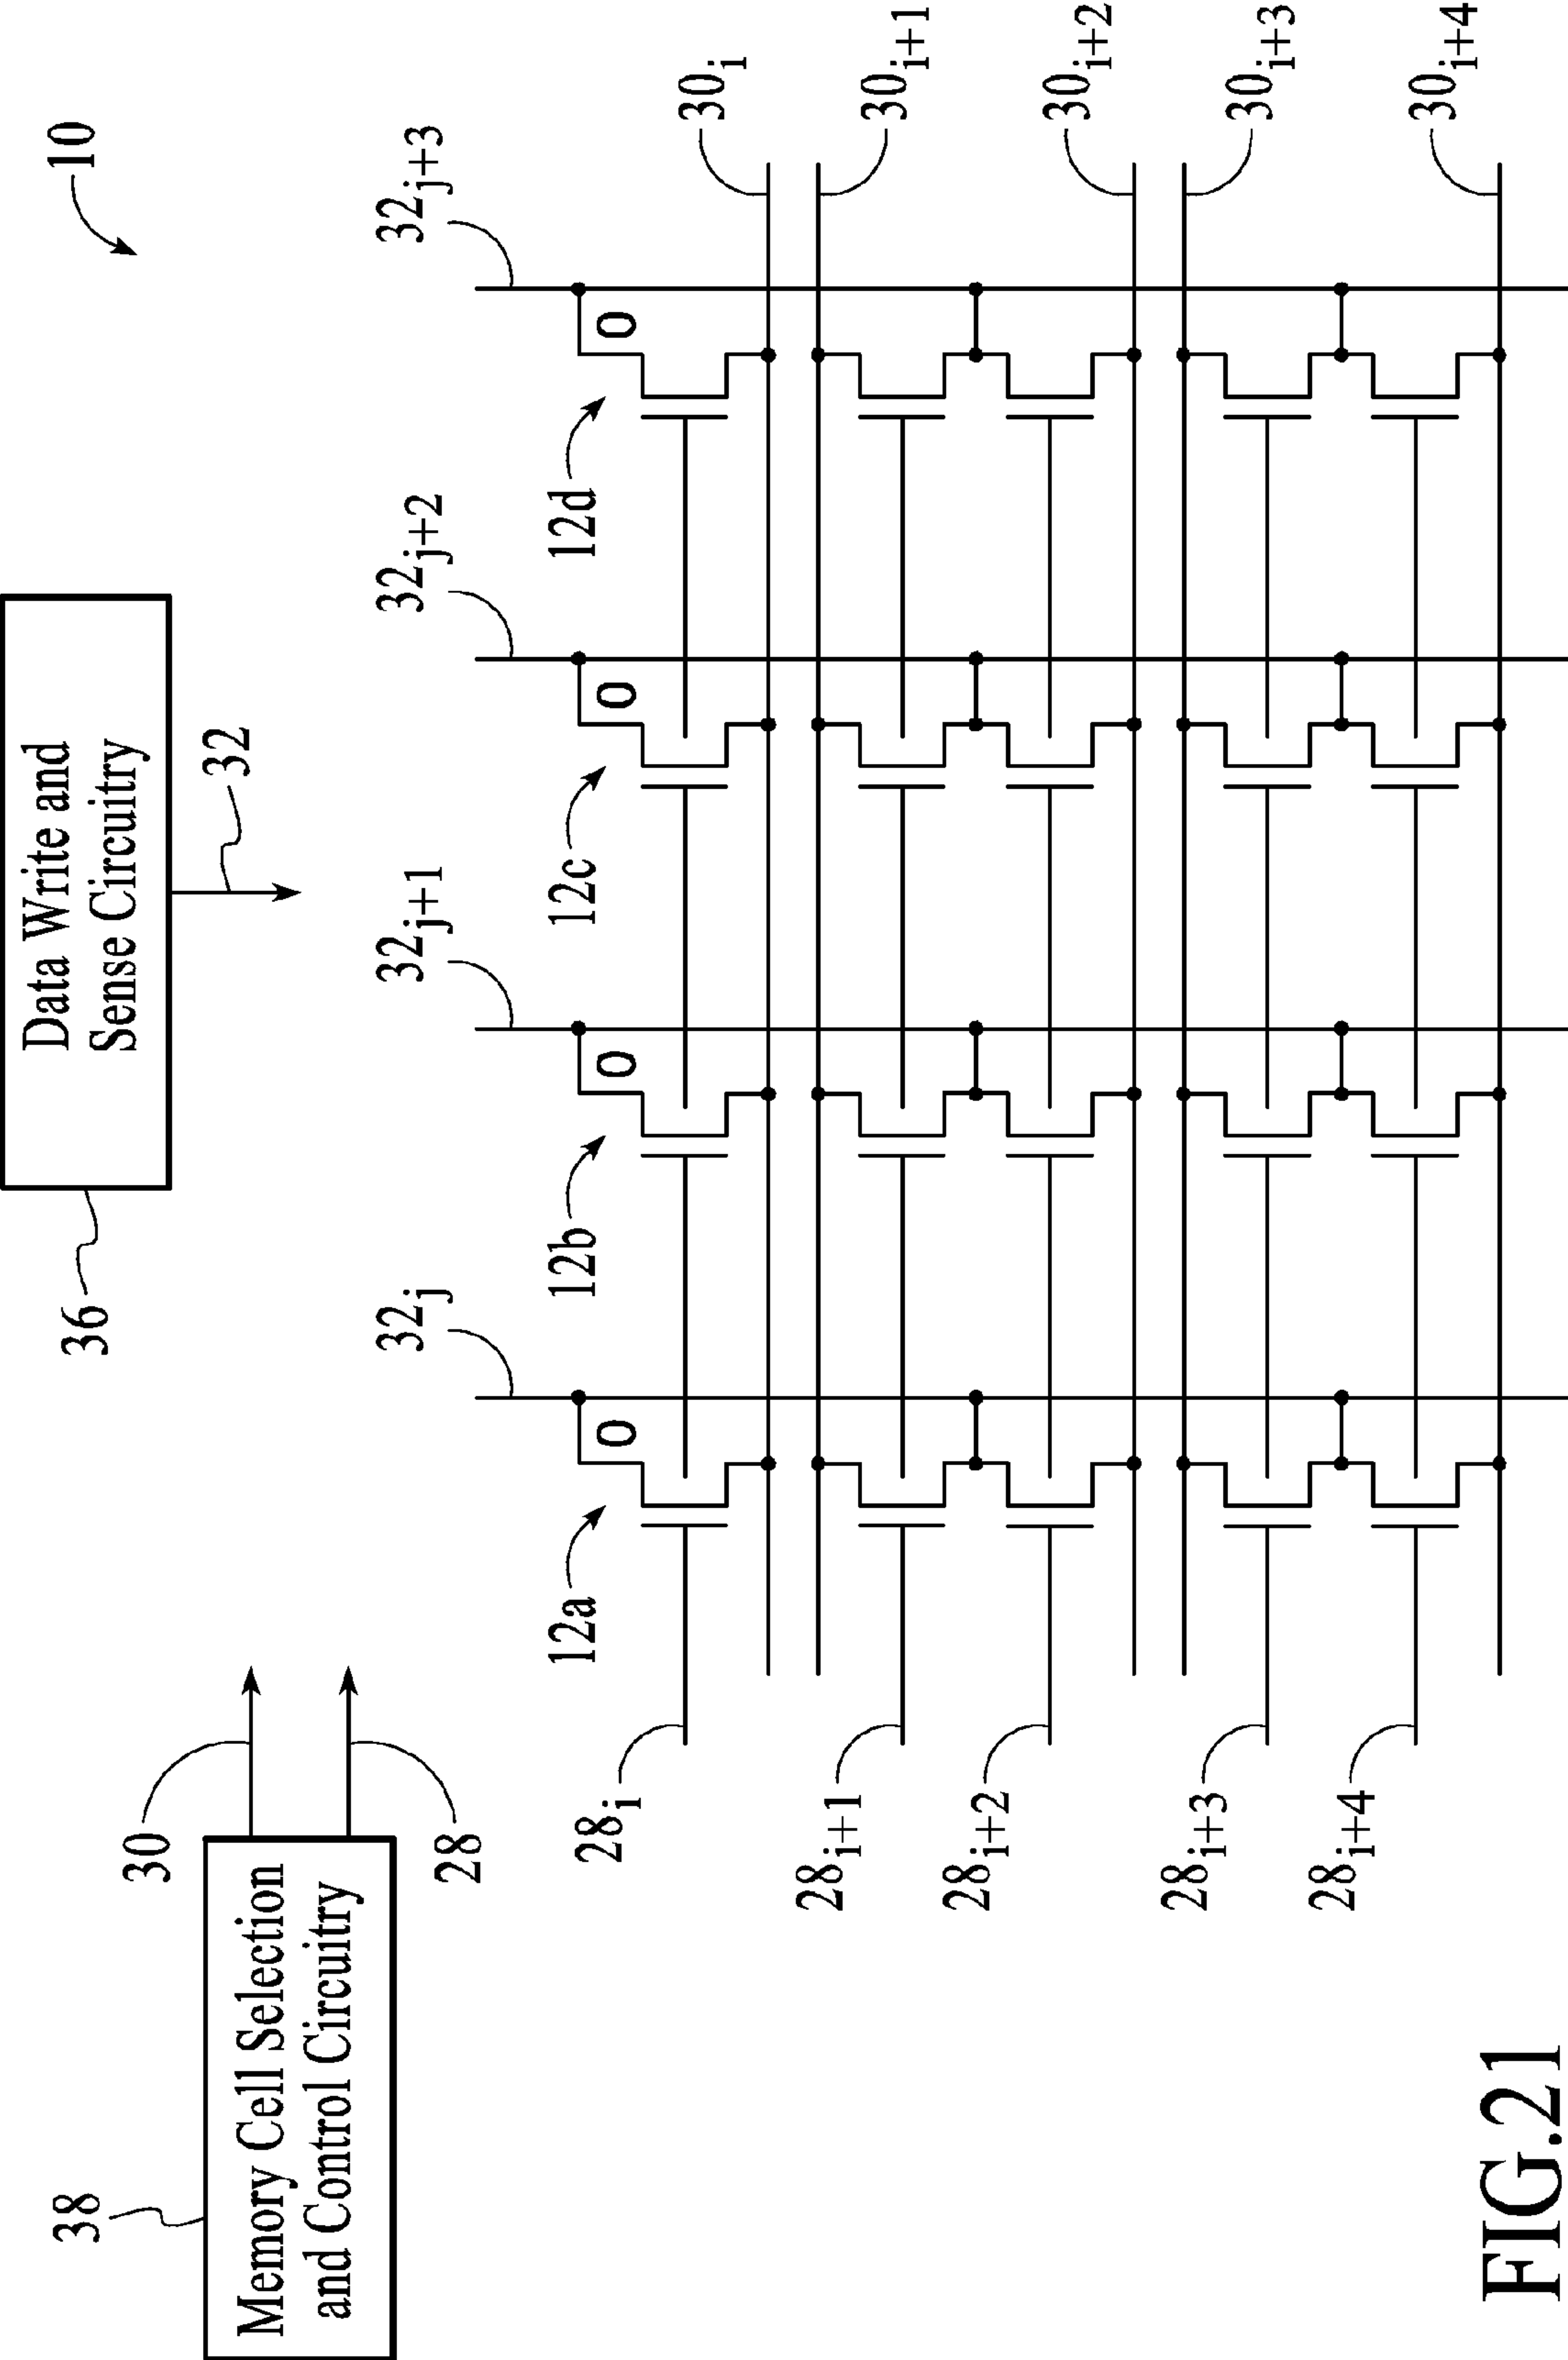 10
36
Data Write and
Sense Circuitry
32
38
Memory Cell Selection
and Control Circuitry
30
28
32j
32j+1
32j+2
32j+3
12a
12b
12c
12d
0
0
0
0
28i
28i+1
28i+2
28i+3
28i+4
30i
30i+1
30i+2
30i+3
30i+4
FIG.21